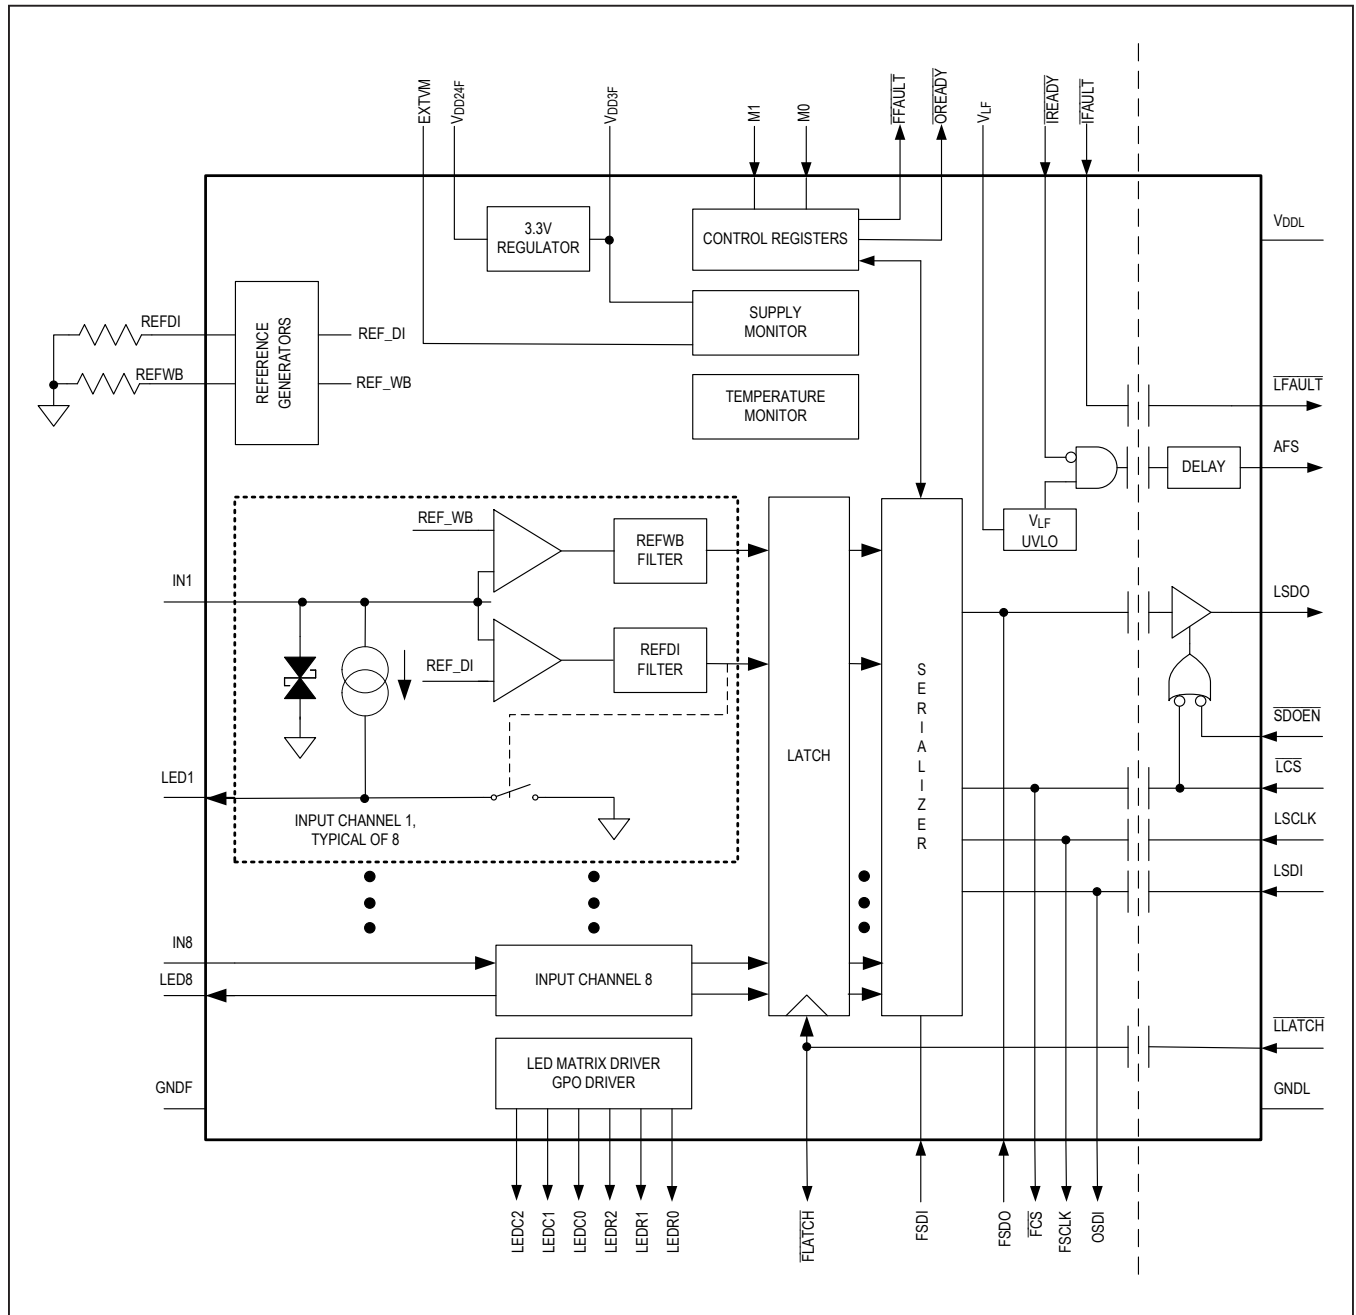 EXTVM
VDD24F
VDD3F
M1
M0
FFAULT
OREADY
VLF
IREADY
IFAULT
3.3V
REGULATOR
CONTROL REGISTERS
VDDL
SUPPLY
MONITOR
REFDI
REFWB
REFERENCE
GENERATORS
REF_DI
REF_WB
TEMPERATURE
MONITOR
LFAULT
AFS
DELAY
VLF
UVLO
REF_WB
REFWB
FILTER
IN1
REF_DI
REFDI
FILTER
LATCH
SERIALIZER
LSDO
SDOEN
LCS
LSCLK
LSDI
LED1
INPUT CHANNEL 1,
TYPICAL OF 8
IN8
LED8
INPUT CHANNEL 8
LLATCH
LED MATRIX DRIVER
GPO DRIVER
GNDF
GNDL
LEDC2
LEDC1
LEDC0
LEDR2
LEDR1
LEDR0
FLATCH
FSDI
FSDO
FCS
FSCLK
OSDI